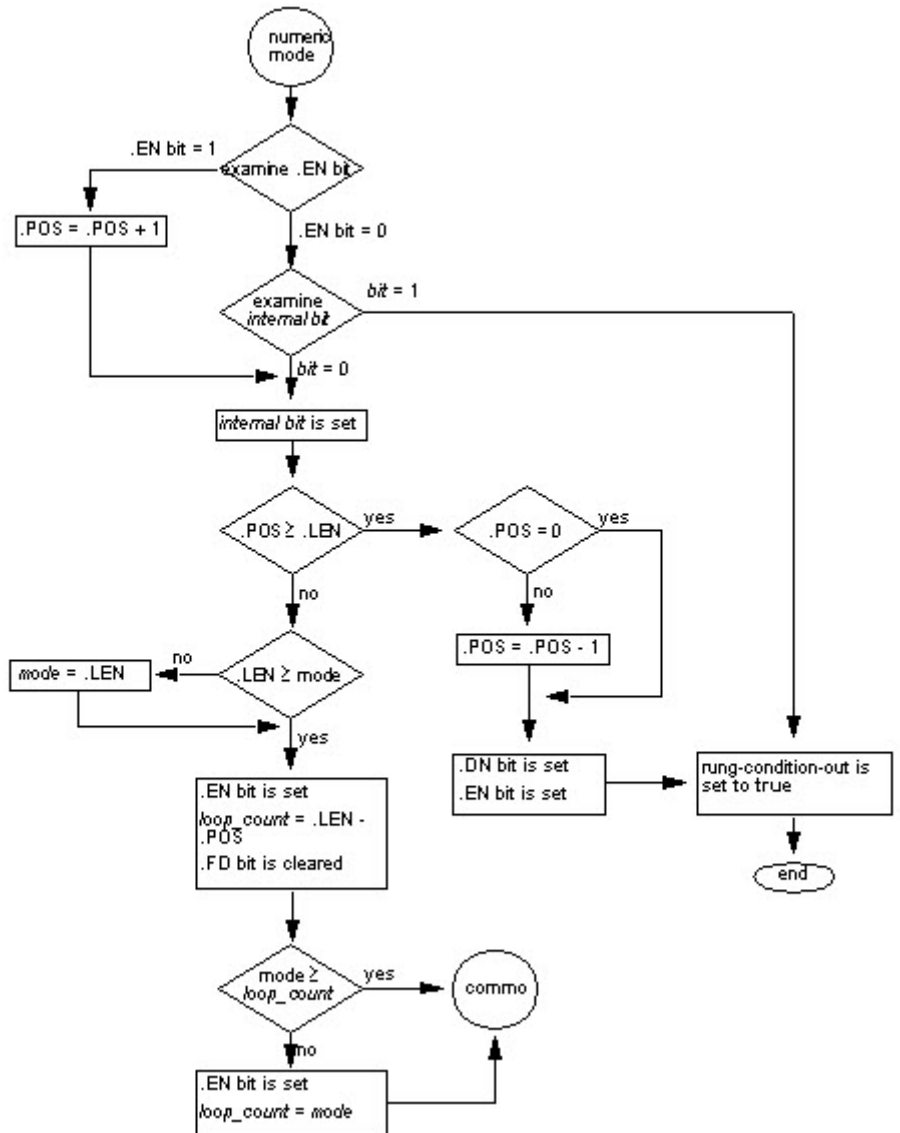 numeric
mode
.EN bit = 1
examine .EN bit
.POS = .POS + 1
.EN bit = 0
examine
internal bit
bit = 1
bit = 0
internal bit is set
.POS ≥ .LEN
yes
.POS = 0
yes
no
no
.POS = .POS - 1
mode = .LEN
no
.LEN ≥ mode
yes
.DN bit is set
.EN bit is set
rung-condition-out is
set to true
.EN bit is set
loop_count = .LEN -
.POS
.FD bit is cleared
end
mode ≥
loop_count
yes
commo
no
.EN bit is set
loop_count = mode